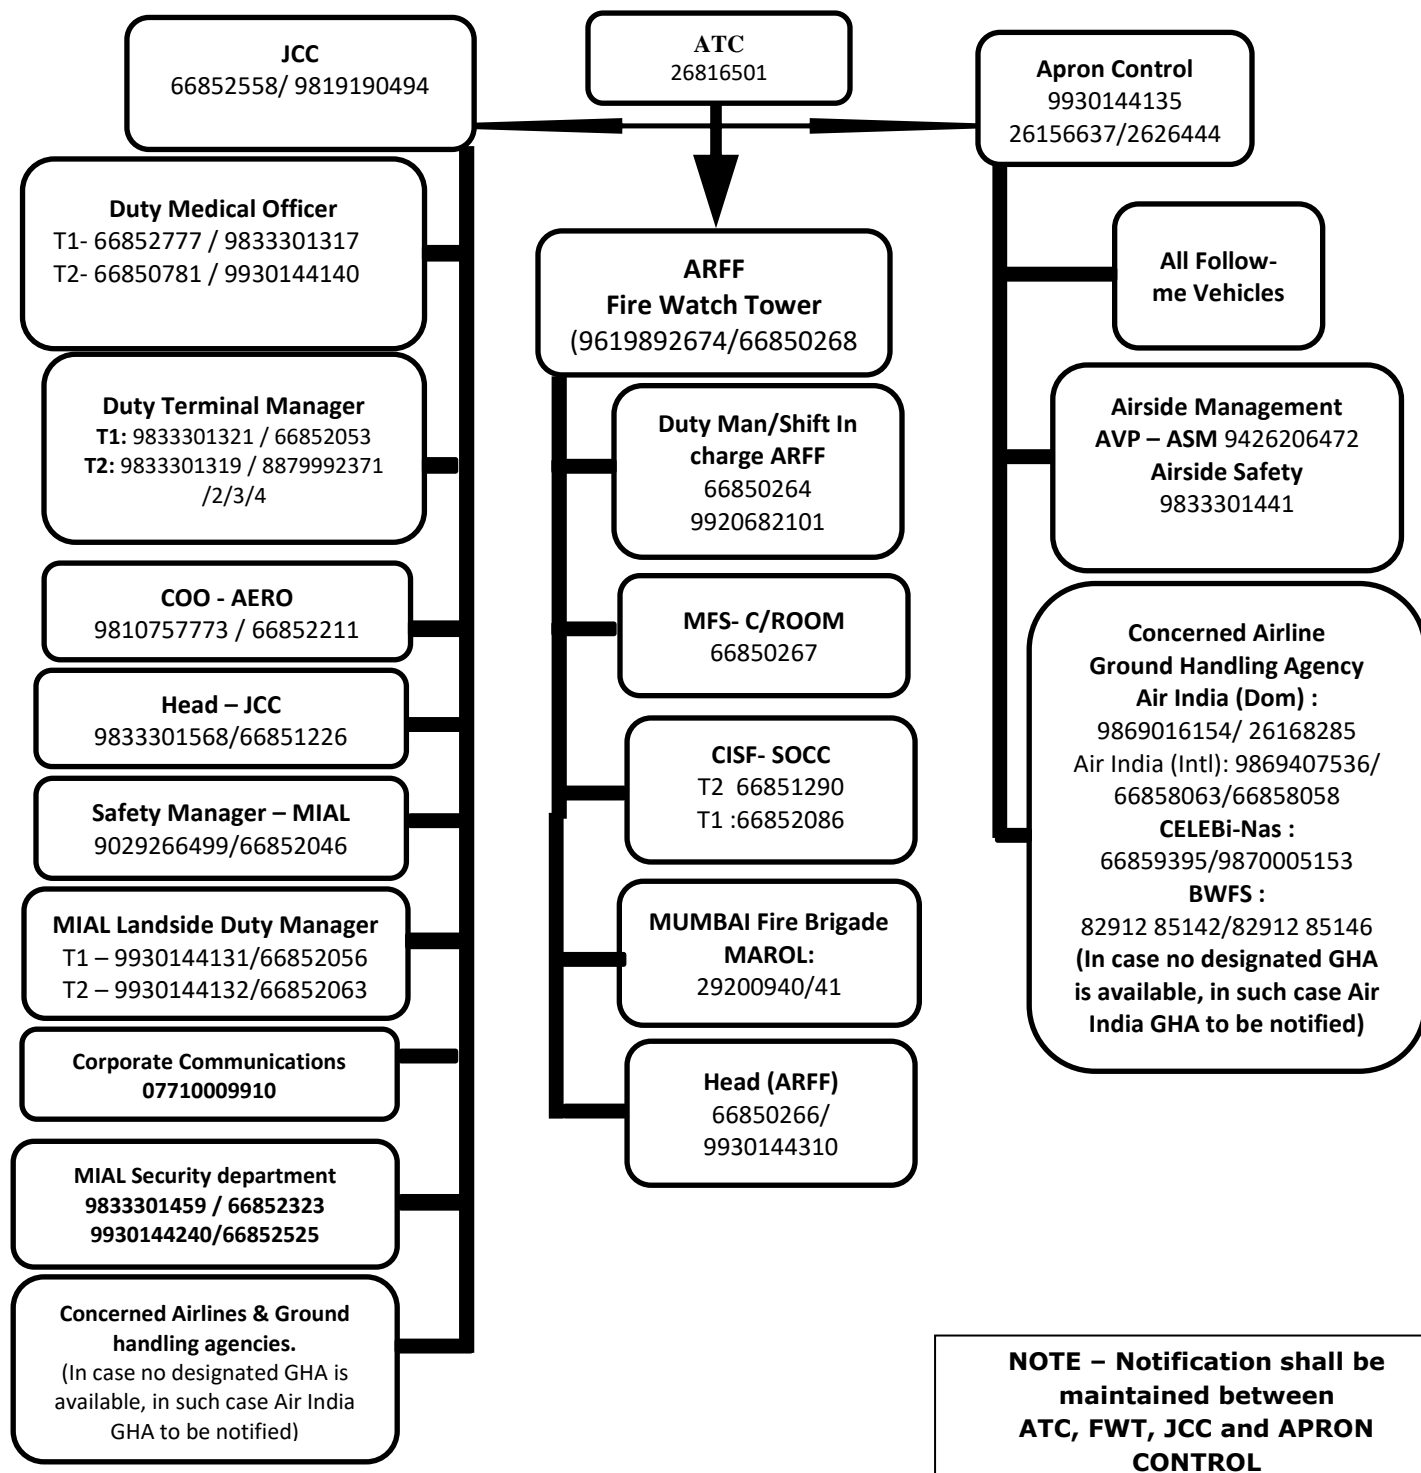 JCC
66852558/ 9819190494
ATC
26816501
Apron Control
9930144135
26156637/2626444
Duty Medical Officer
T1- 66852777 / 9833301317
T2- 66850781 / 9930144140
Duty Terminal Manager
T1: 9833301321 / 66852053
T2: 9833301319 / 8879992371
/2/3/4
COO - AERO
9810757773 / 66852211
Head – JCC
9833301568/66851226
Safety Manager – MIAL
9029266499/66852046
MIAL Landside Duty Manager
T1 – 9930144131/66852056
T2 – 9930144132/66852063
Corporate Communications
07710009910
MIAL Security department
9833301459 / 66852323
9930144240/66852525
Concerned Airlines & Ground
handling agencies.
(In case no designated GHA is
available, in such case Air India
GHA to be notified)
ARFF
Fire Watch Tower
(9619892674/66850268
Duty Man/Shift In
charge ARFF
66850264
9920682101
MFS- C/ROOM
66850267
CISF- SOCC
T2  66851290
T1 :66852086
MUMBAI Fire Brigade
MAROL:
29200940/41
Head (ARFF)
66850266/
9930144310
All Follow-
me Vehicles
Airside Management
AVP – ASM 9426206472
Airside Safety
9833301441
Concerned Airline
Ground Handling Agency
Air India (Dom) :
9869016154/ 26168285
Air India (Intl): 9869407536/
66858063/66858058
CELEBi-Nas :
66859395/9870005153
BWFS :
82912 85142/82912 85146
(In case no designated GHA
is available, in such case Air
India GHA to be notified)
NOTE – Notification shall be
maintained between
ATC, FWT, JCC and APRON
CONTROL